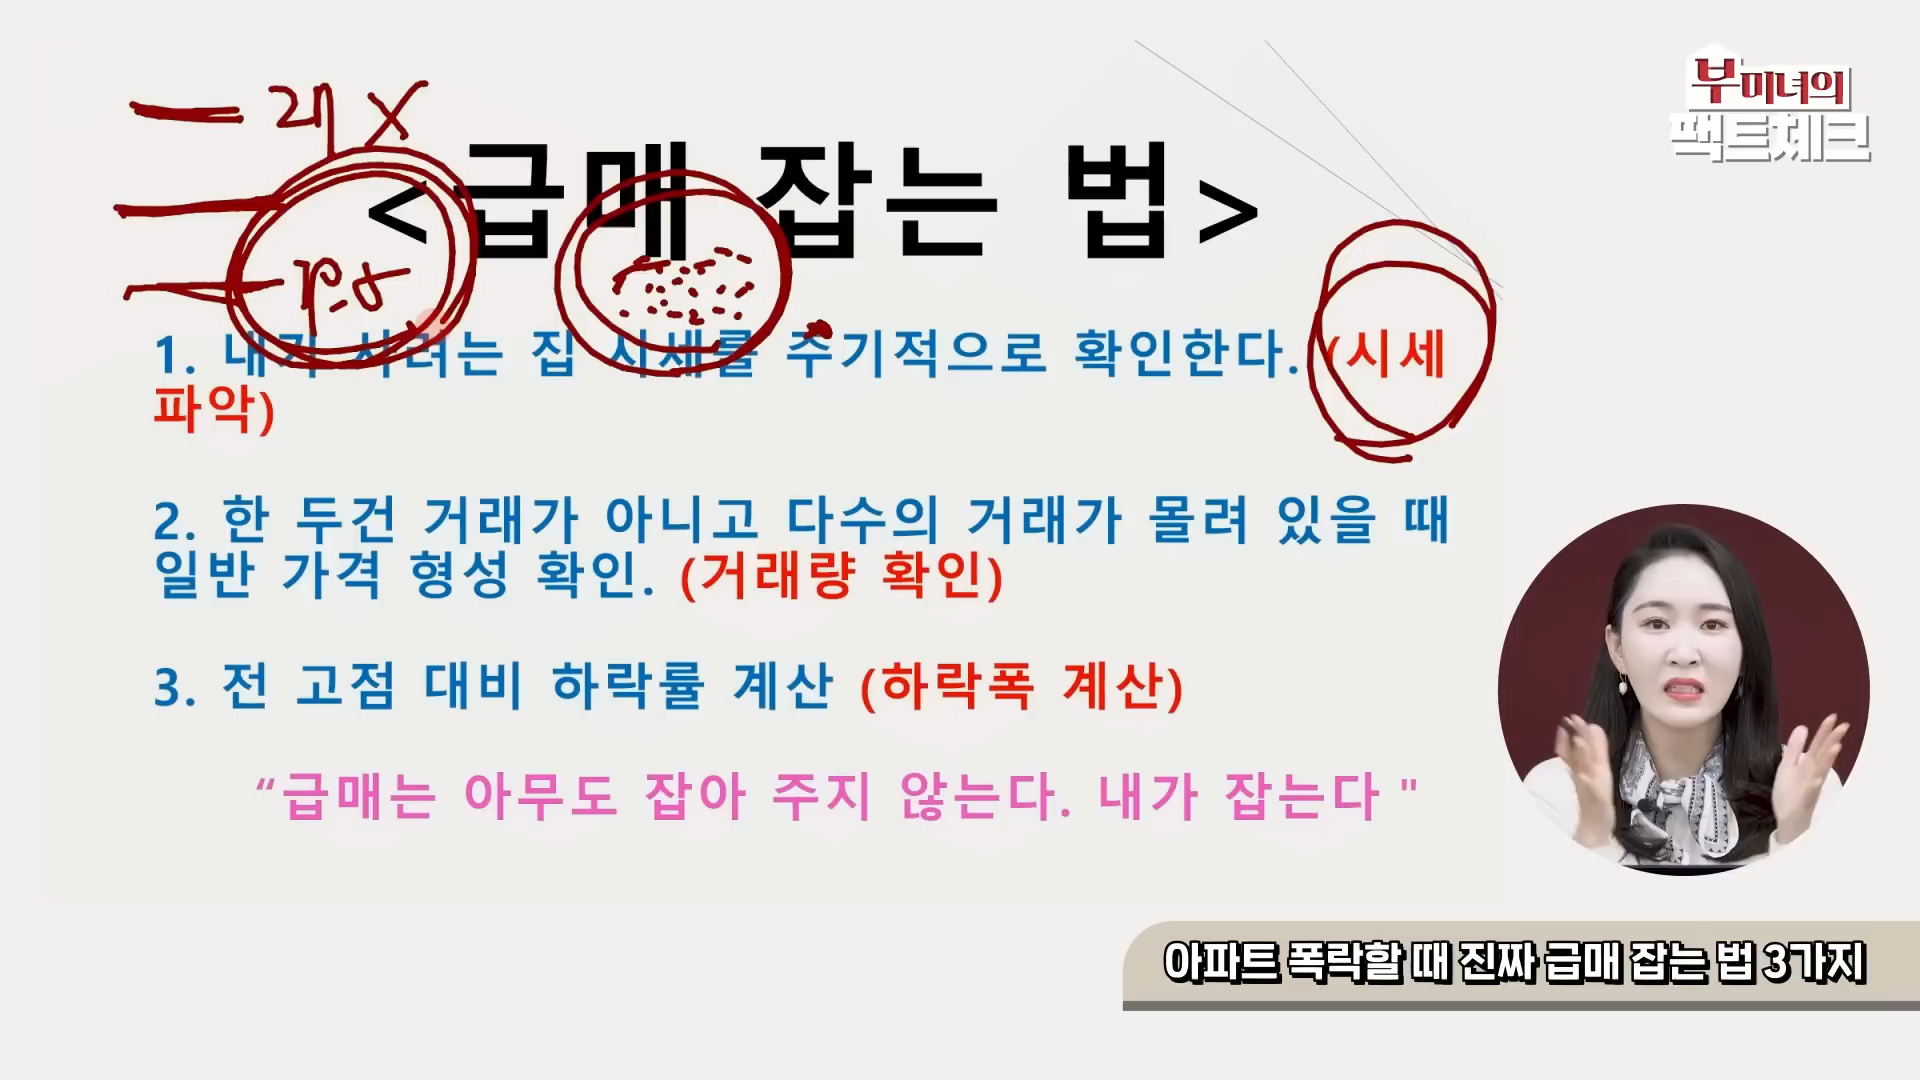 부미녀의
팩트체크
<급매 잡는 법>
1. 내가 사려는 집 시세를 주기적으로 확인한다. (시세
파악)
2. 한 두건 거래가 아니고 다수의 거래가 몰려 있을 때
일반 가격 형성 확인. (거래량 확인)
3. 전 고점 대비 하락률 계산 (하락폭 계산)
“급매는 아무도 잡아 주지 않는다. 내가 잡는다 "
아파트 폭락할 때 진짜 급매 잡는 법 3가지